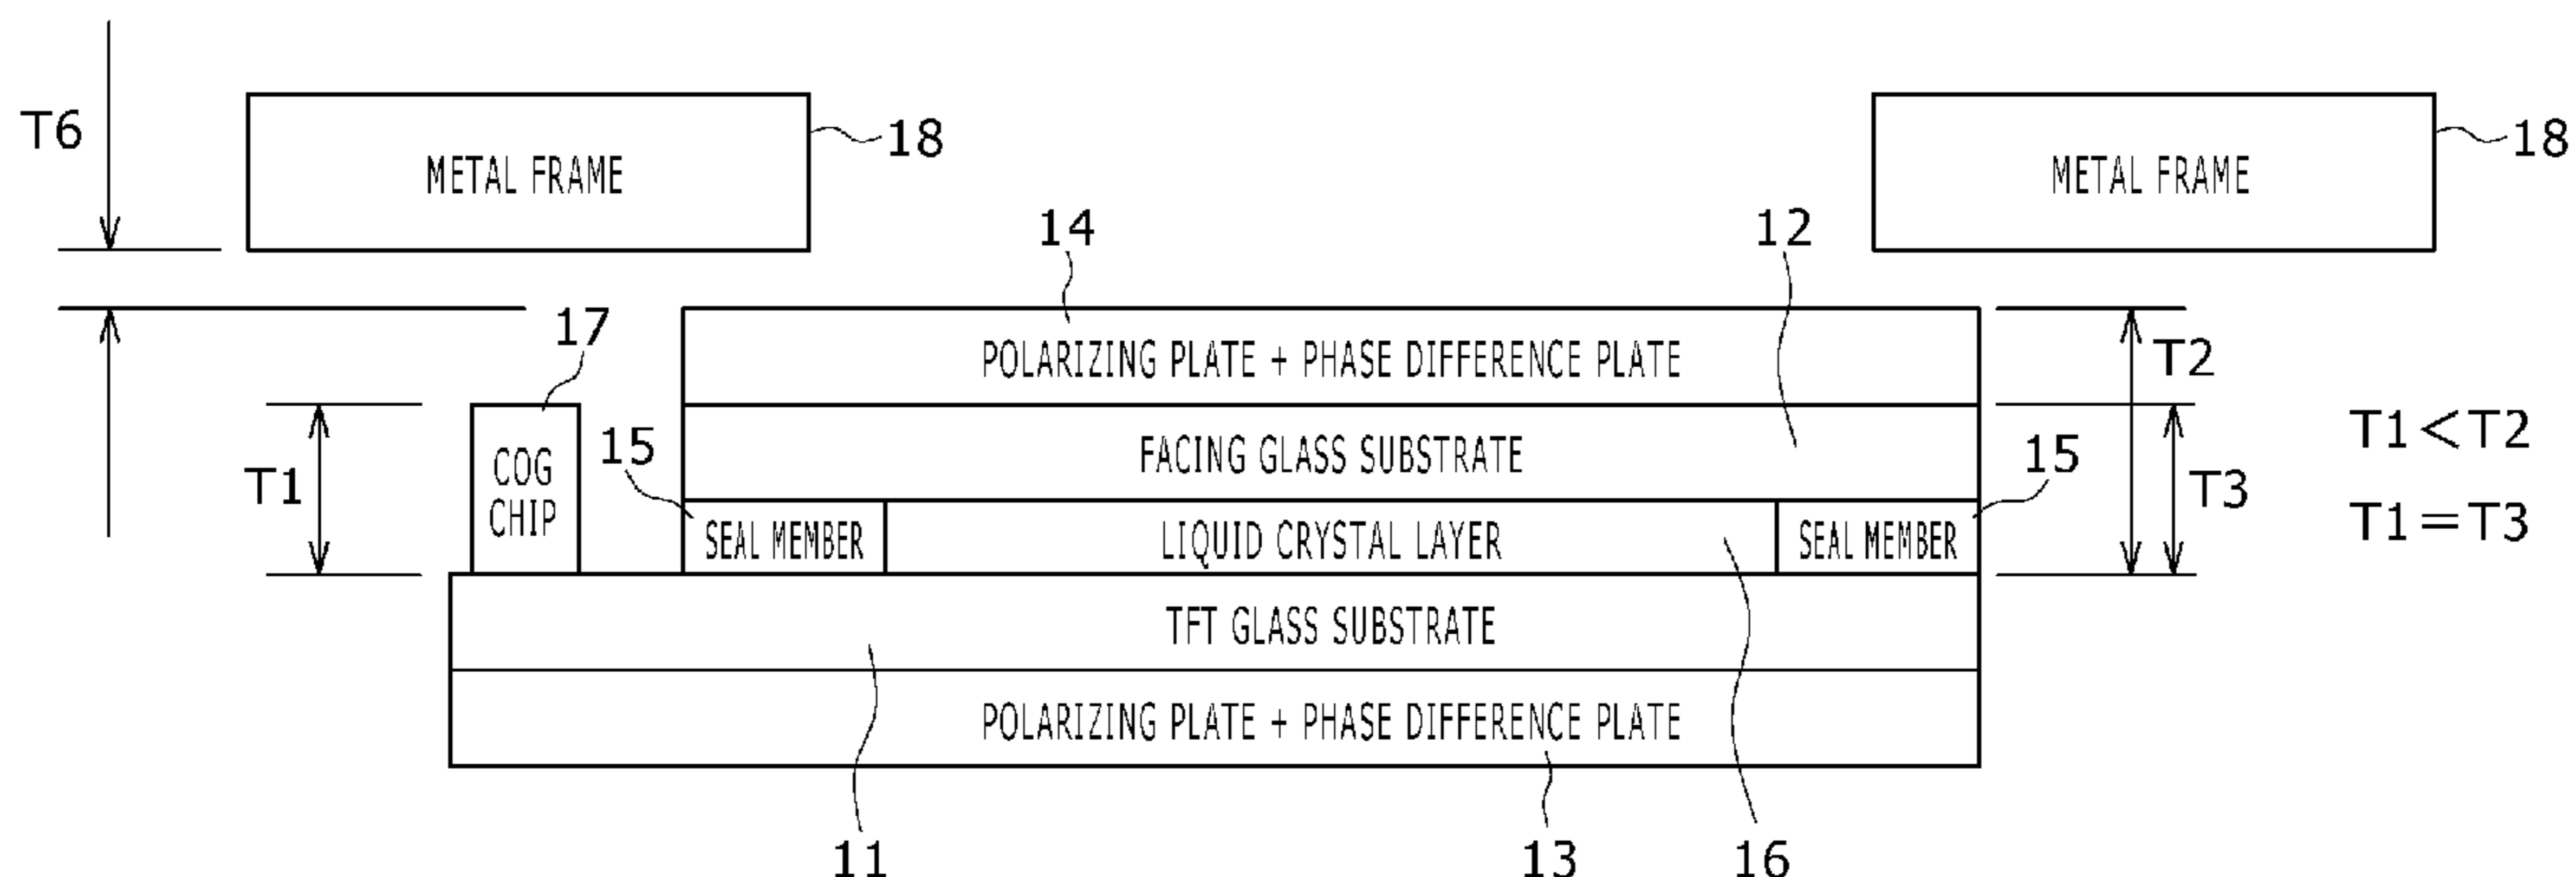 T6
METAL FRAME
18
METAL FRAME
18
14
12
17
POLARIZING PLATE + PHASE DIFFERENCE PLATE
T2
T1<T2
COG
CHIP
15
FACING GLASS SUBSTRATE
15
T1
T3
T1=T3
SEAL MEMBER
LIQUID CRYSTAL LAYER
SEAL MEMBER
TFT GLASS SUBSTRATE
POLARIZING PLATE + PHASE DIFFERENCE PLATE
11
13
16